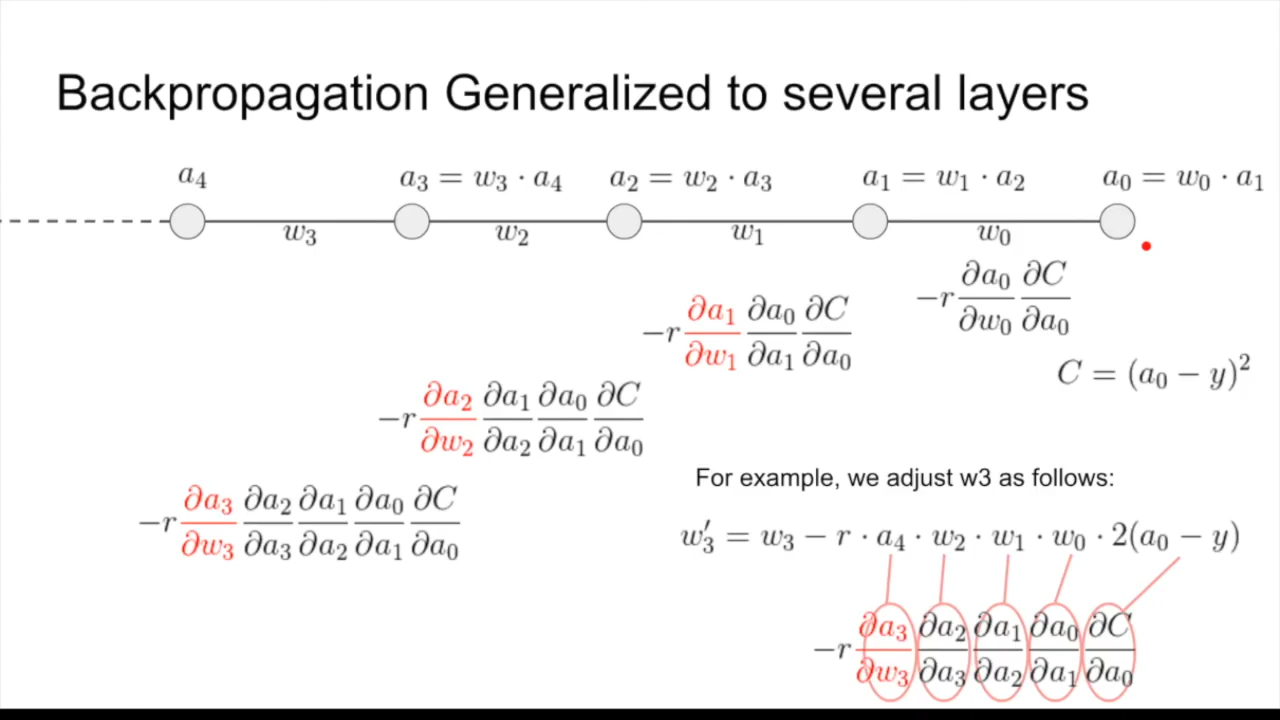 Backpropagation Generalized to several layers
a₄ a₃ = w₃ · a₄ a₂ = w₂ · a₃ a₁ = w₁ · a₂ a₀ = w₀ · a₁
w₃ w₂ w₁ w₀
−r ∂a₀/∂w₀ ∂C/∂a₀
−r ∂a₁/∂w₁ ∂a₀/∂a₁ ∂C/∂a₀
C = (a₀ − y)²
−r ∂a₂/∂w₂ ∂a₁/∂a₂ ∂a₀/∂a₁ ∂C/∂a₀
For example, we adjust w3 as follows:
−r ∂a₃/∂w₃ ∂a₂/∂a₃ ∂a₁/∂a₂ ∂a₀/∂a₁ ∂C/∂a₀
w₃′ = w₃ − r · a₄ · w₂ · w₁ · w₀ · 2(a₀ − y)
−r ∂a₃/∂w₃ ∂a₂/∂a₃ ∂a₁/∂a₂ ∂a₀/∂a₁ ∂C/∂a₀